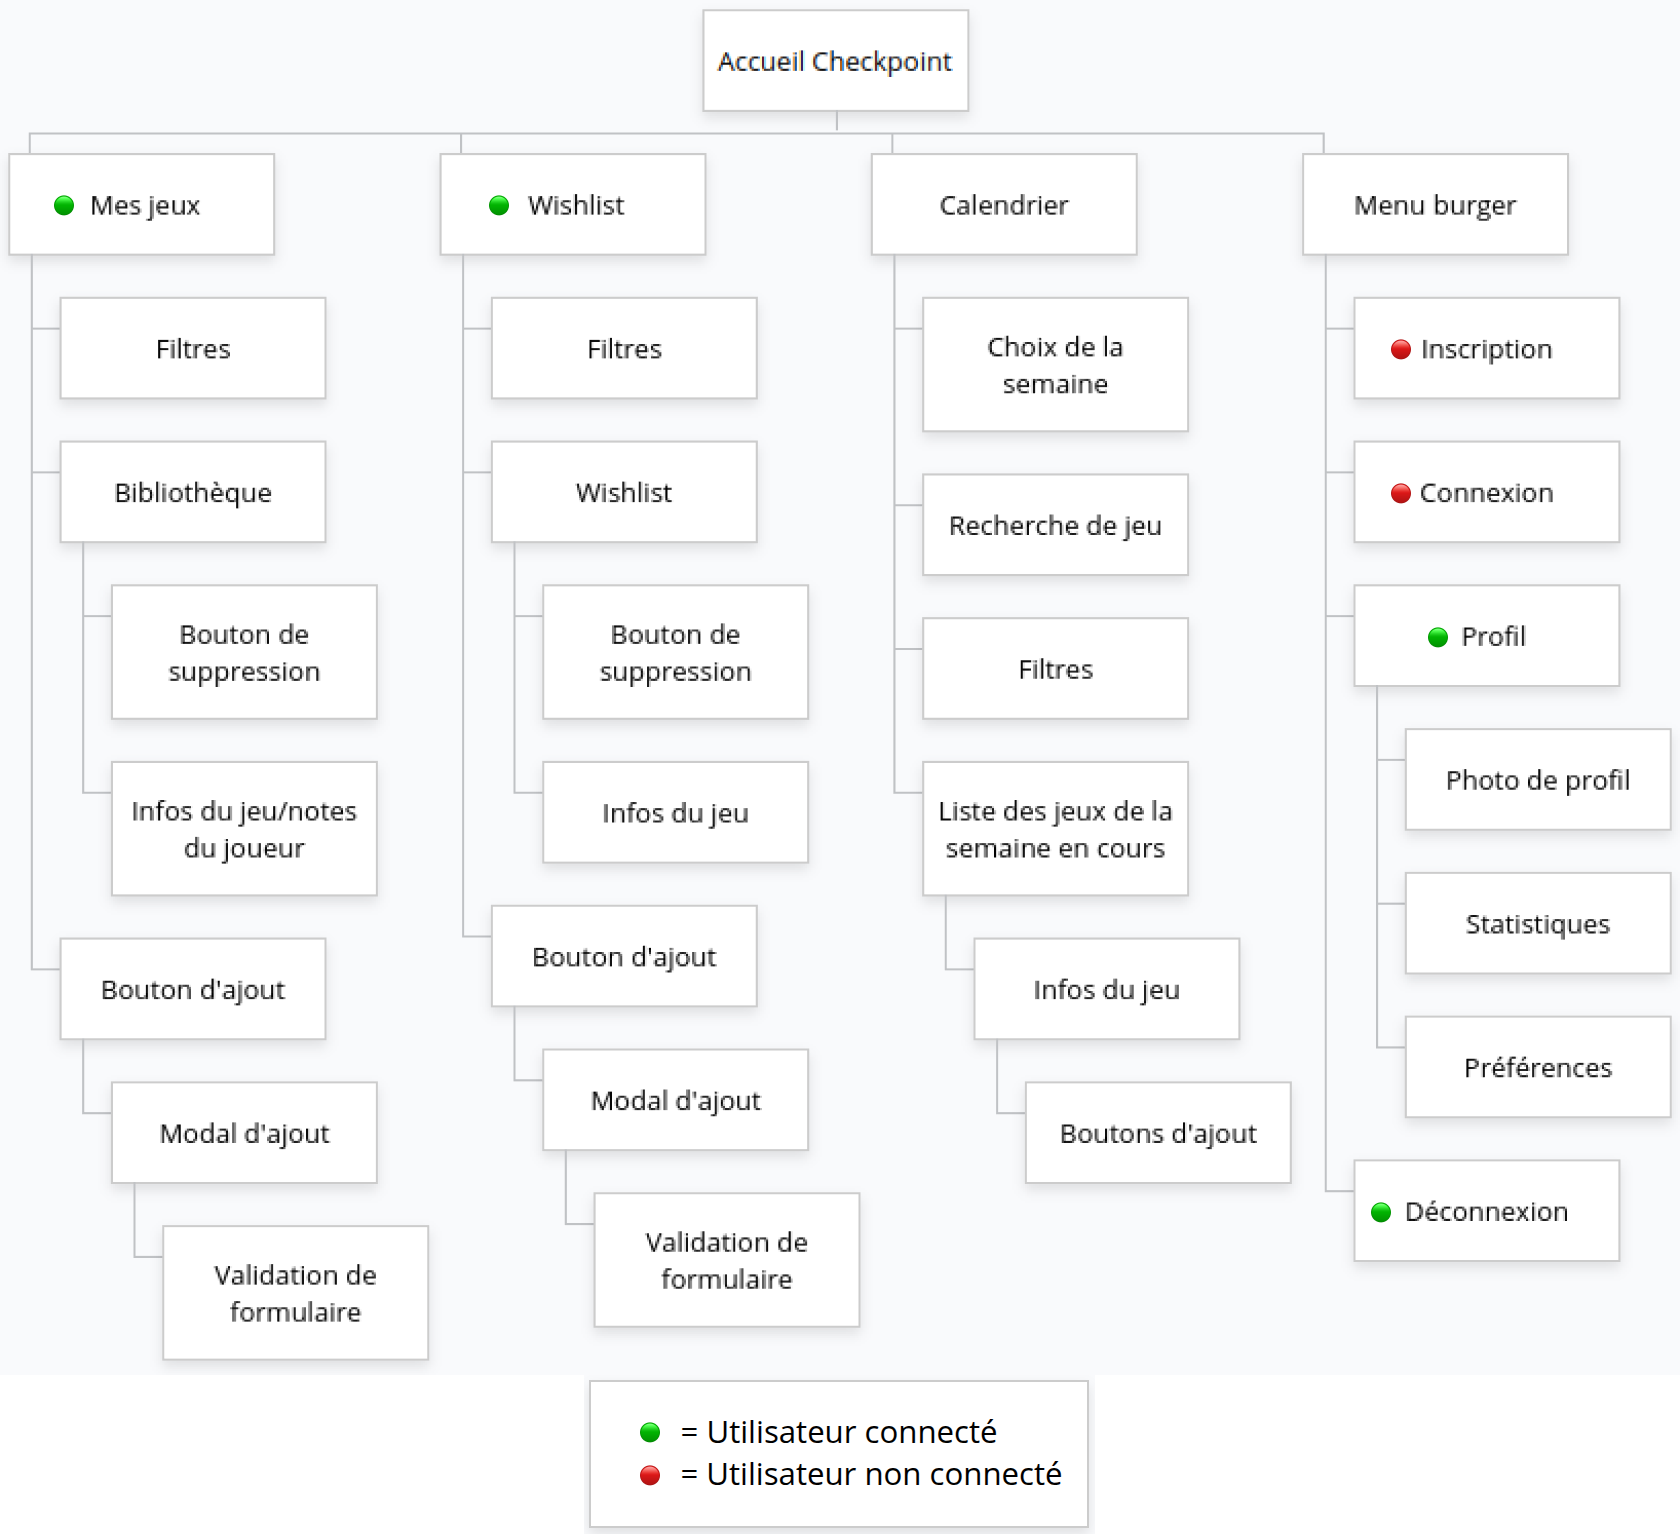 Accueil Checkpoint
Mes jeux
Filtres
Bibliothèque
Bouton de
suppression
Infos du jeu/notes
du joueur
Bouton d'ajout
Modal d'ajout
Validation de
formulaire
Wishlist
Filtres
Wishlist
Bouton de
suppression
Infos du jeu
Bouton d'ajout
Modal d'ajout
Validation de
formulaire
Calendrier
Choix de la
semaine
Recherche de jeu
Filtres
Liste des jeux de la
semaine en cours
Infos du jeu
Boutons d'ajout
Menu burger
Inscription
Connexion
Profil
Photo de profil
Statistiques
Préférences
Déconnexion
= Utilisateur connecté
= Utilisateur non connecté